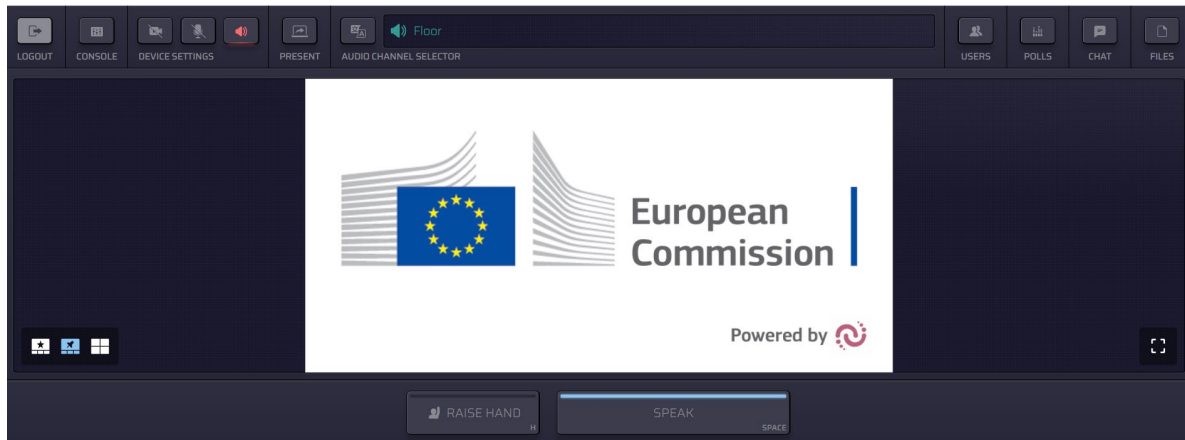 Floor
LOGOUT
CONSOLE
DEVICE SETTINGS
PRESENT
AUDIO CHANNEL SELECTOR
USERS
POLLS
CHAT
FILES
European
Commission
Powered by
RAISE HAND
H
SPEAK
SPACE